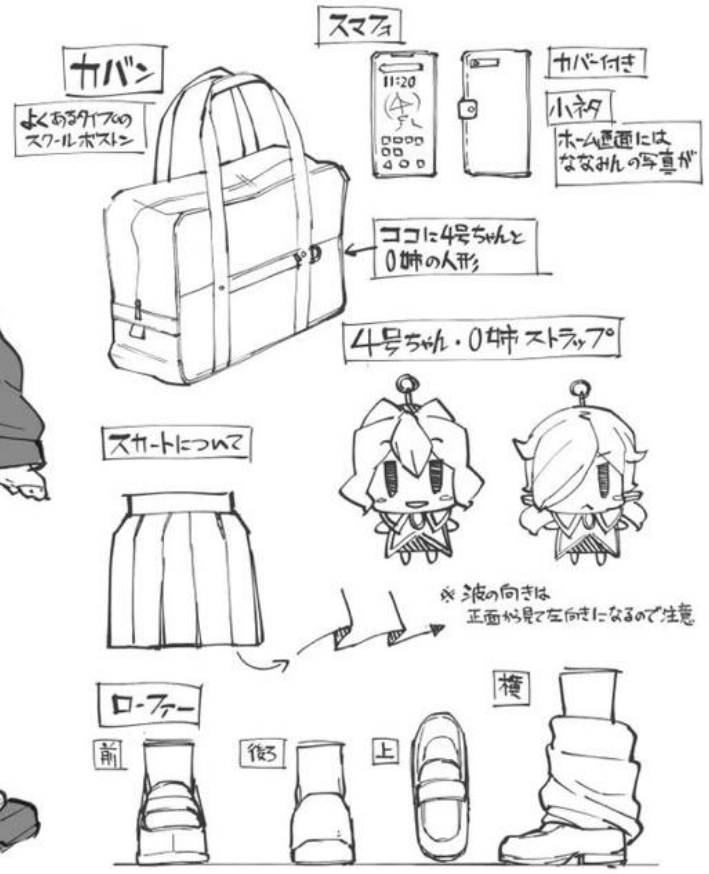 カバン
よくあるタイプの
スクールボストン
スマフォ
11:20
カバー付き
小ネタ
ホーム画面には
ななみんの写真が
ココに4号ちゃんと
0姉の人形
4号ちゃん・0姉ストラップ
スカートについて
※波の向きは
正面から見て左向きになるので注意
ローファー
前
後ろ
上
横